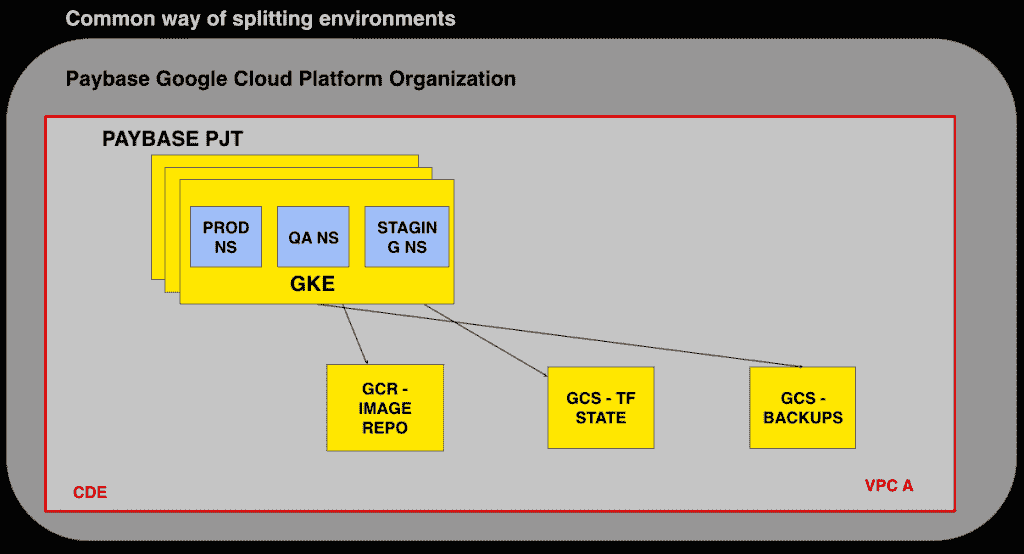 Common way of splitting environments
Paybase Google Cloud Platform Organization
PAYBASE PJT
PROD
NS
QA NS
STAGIN
G NS
GKE
GCR -
IMAGE
REPO
GCS - TF
STATE
GCS -
BACKUPS
CDE
VPC A